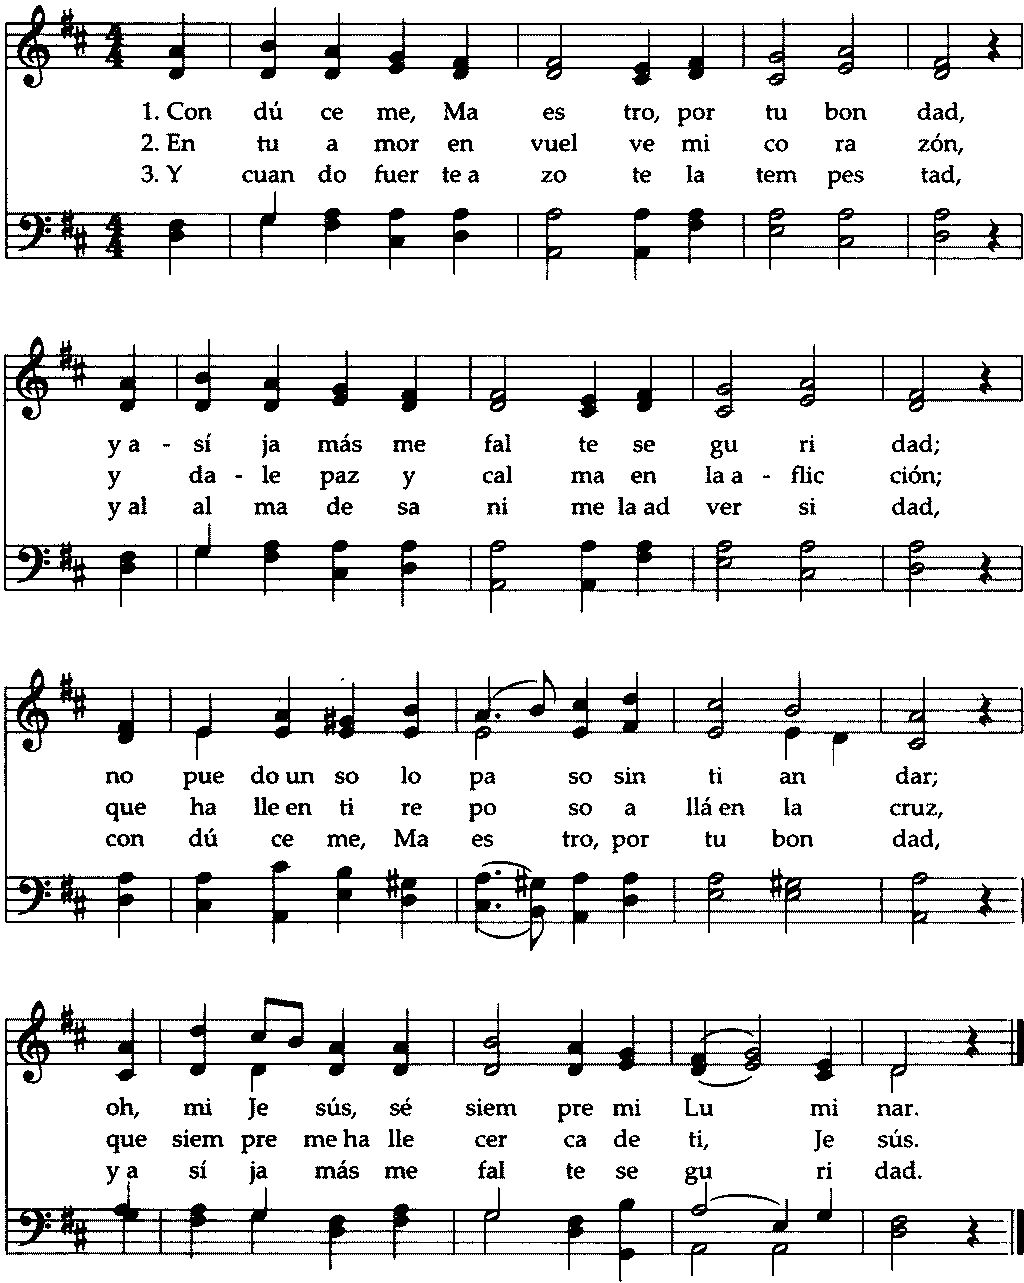 1. Con dú ce me, Ma es tro, por tu bon dad,
2. En tu a mor en vuel ve mi co ra zón,
3. Y cuan do fuer te a zo te la tem pes tad,
y a - sí ja más me fal te se gu ri dad;
y da - le paz y cal ma en la a - flic ción;
y al al ma de sa ni me la ad ver si dad,
no pue do un so lo pa so sin ti an dar;
que ha lle en ti re po so a llá en la cruz,
con dú ce me, Ma es tro, por tu bon dad,
oh, mi Je sús, sé siem pre mi Lu mi nar.
que siem pre me ha lle cer ca de ti, Je sús.
y a sí ja más me fal te se gu ri dad.